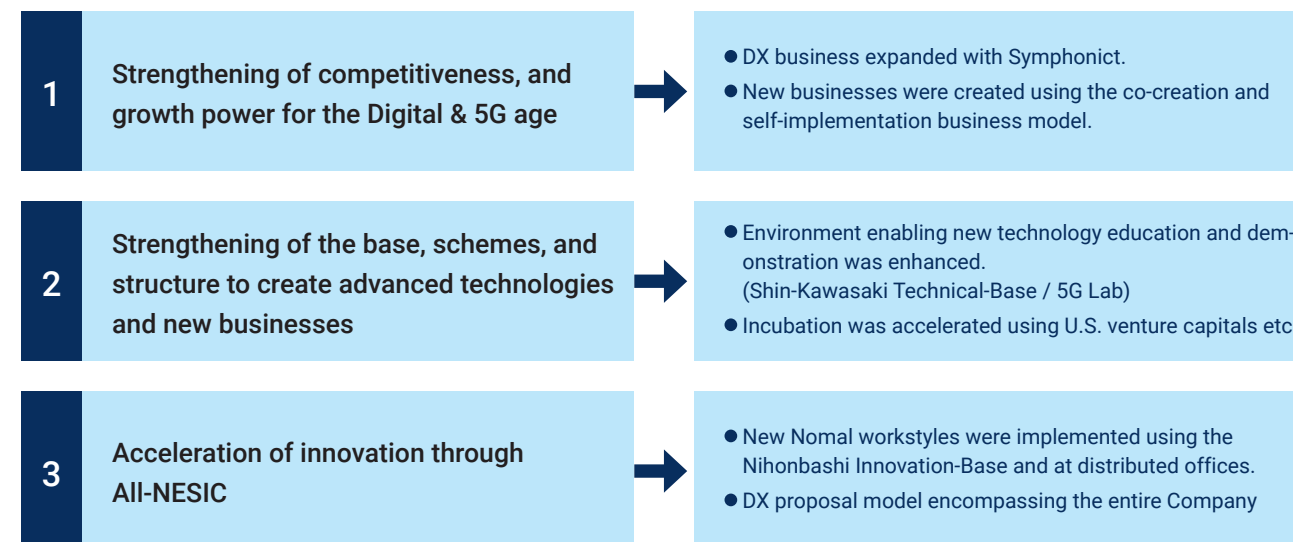 1
Strengthening of competitiveness, and
growth power for the Digital & 5G age
● DX business expanded with Symphonict.
● New businesses were created using the co-creation and
self-implementation business model.
2
Strengthening of the base, schemes, and
structure to create advanced technologies
and new businesses
● Environment enabling new technology education and dem-
onstration was enhanced.
(Shin-Kawasaki Technical-Base / 5G Lab)
● Incubation was accelerated using U.S. venture capitals etc
3
Acceleration of innovation through
All-NESIC
● New Nomal workstyles were implemented using the
Nihonbashi Innovation-Base and at distributed offices.
● DX proposal model encompassing the entire Company